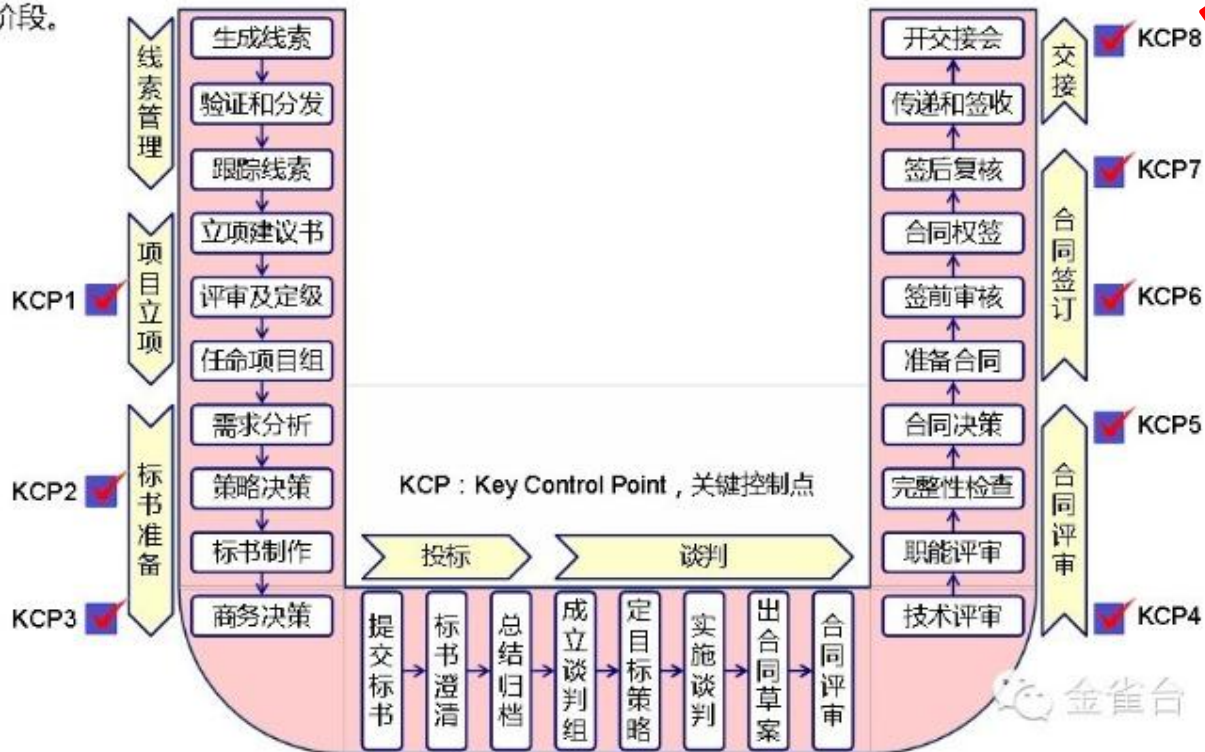 阶段。
线索管理
生成线索
验证和分发
跟踪线索
项目立项
立项建议书
KCP1
评审及定级
任命项目组
标书准备
需求分析
KCP2
策略决策
标书制作
KCP3
商务决策
KCP：Key Control Point，关键控制点
投标
谈判
提交标书
标书澄清
总结归档
成立谈判组
定目标策略
实施谈判
出合同草案
合同评审
合同评审
技术评审
KCP4
职能评审
完整性检查
合同决策
KCP5
合同签订
准备合同
签前审核
KCP6
合同权签
签后复核
KCP7
交接
传递和签收
开交接会
KCP8
金雀台